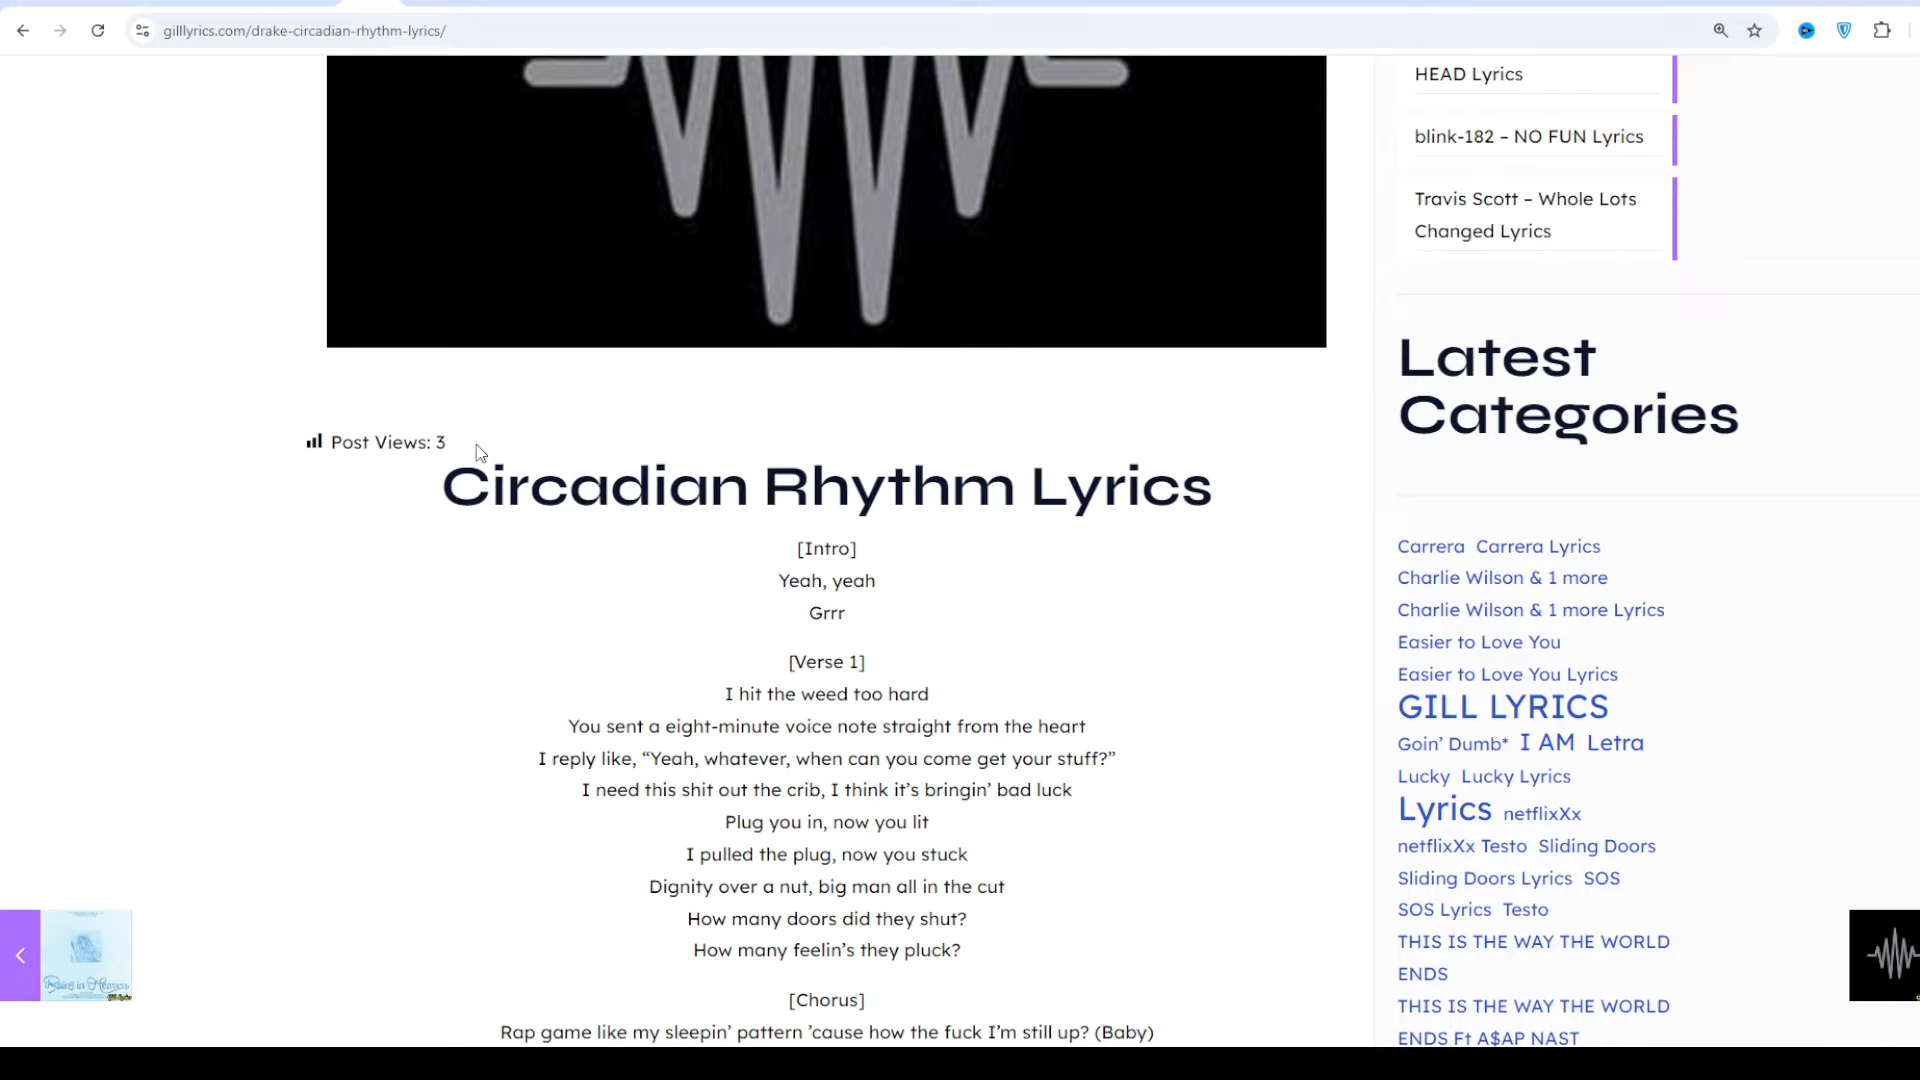 gilllyrics.com/drake-circadian-rhythm-lyrics/
HEAD Lyrics
blink-182 – NO FUN Lyrics
Travis Scott – Whole Lots
Changed Lyrics
Latest
Categories
Post Views: 3
Circadian Rhythm Lyrics
[Intro]
Yeah, yeah
Grrr
[Verse 1]
I hit the weed too hard
You sent a eight-minute voice note straight from the heart
I reply like, “Yeah, whatever, when can you come get your stuff?”
I need this shit out the crib, I think it’s bringin’ bad luck
Plug you in, now you lit
I pulled the plug, now you stuck
Dignity over a nut, big man all in the cut
How many doors did they shut?
How many feelin’s they pluck?
[Chorus]
Rap game like my sleepin’ pattern ’cause how the fuck I’m still up? (Baby)
Carrera Carrera Lyrics
Charlie Wilson & 1 more
Charlie Wilson & 1 more Lyrics
Easier to Love You
Easier to Love You Lyrics
GILL LYRICS
Goin’ Dumb* I AM Letra
Lucky Lucky Lyrics
Lyrics netflixXx
netflixXx Testo Sliding Doors
Sliding Doors Lyrics SOS
SOS Lyrics Testo
THIS IS THE WAY THE WORLD
ENDS
THIS IS THE WAY THE WORLD
ENDS Ft A$AP NAST